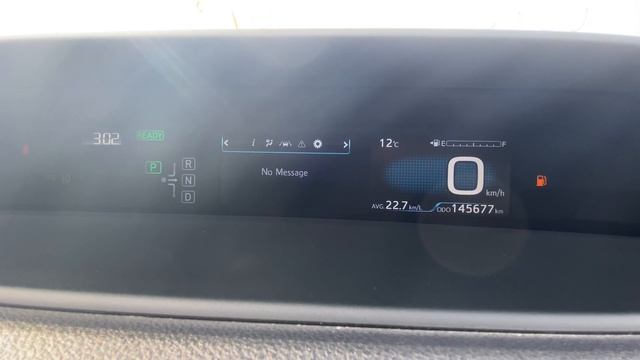 3:02 READY
P R
N
D
< i >
No Message
12°C
E F
0 km/h
AVG. 22.7 km/L ODO 145677 km